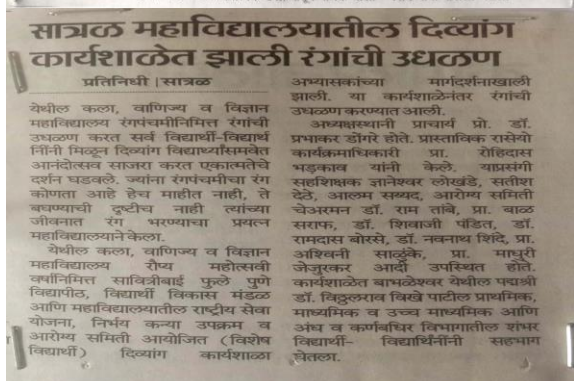 सात्रळ महाविद्यालयातील दिव्यांग
कार्यशाळेत झाली रंगांची उधळण
प्रतिनिधी | सात्रळ
येथील कला, वाणिज्य व विज्ञान
महाविद्यालय रंगपंचमीनिमित्त रंगांची
उधळण करत सर्व विद्यार्थी-विद्यार्थ
िनींनी मिळून दिव्यांग विद्यार्थ्यांसमवेत
आनंदोत्सव साजरा करत एकात्मतेचे
दर्शन घडवले. ज्यांना रंगपंचमीचा रंग
कोणता आहे हेच माहीत नाही, ते
बघण्याची दृष्टीच नाही त्यांच्या
जीवनात रंग भरण्याचा प्रयत्न
महाविद्यालयाने केला.
येथील कला, वाणिज्य व विज्ञान
महाविद्यालय रौप्य महोत्सवी
वर्षानिमित्त सावित्रीबाई फुले पुणे
विद्यापीठ, विद्यार्थी विकास मंडळ
आणि महाविद्यालयातील राष्ट्रीय सेवा
योजना, निर्भय कन्या उपक्रम व
आरोग्य समिती आयोजित (विशेष
विद्यार्थी) दिव्यांग कार्यशाळा
अभ्यासकांच्या मार्गदर्शनाखाली
झाली. या कार्यशाळेनंतर रंगांची
उधळण करण्यात आली.
अध्यक्षस्थानी प्राचार्य प्रो. डॉ.
प्रभाकर डोंगरे होते. प्रास्ताविक रासेयो
कार्यक्रमाधिकारी प्रा. रोहिदास
भडकवाड यांनी केले. याप्रसंगी
सहशिक्षक ज्ञानेश्वर लोखंडे, सतीश
देठे, आलम सय्यद, आरोग्य समिती
चेअरमन डॉ. राम तांबे, प्रा. बाळ
सराफ, डॉ. शिवाजी पंडित, डॉ.
रामदास बोरसे, डॉ. नवनाथ शिंदे, प्रा.
अश्विनी साळुंके, प्रा. माधुरी
जेजुरकर आदी उपस्थित होते.
कार्यशाळेत बाभळेश्वर येथील पद्मश्री
डॉ. विठ्ठलराव विखे पाटील प्राथमिक,
माध्यमिक व उच्च माध्यमिक आणि
अंध व कर्णबधिर विभागातील शंभर
विद्यार्थी- विद्यार्थिनींनी सहभाग
घेतला.